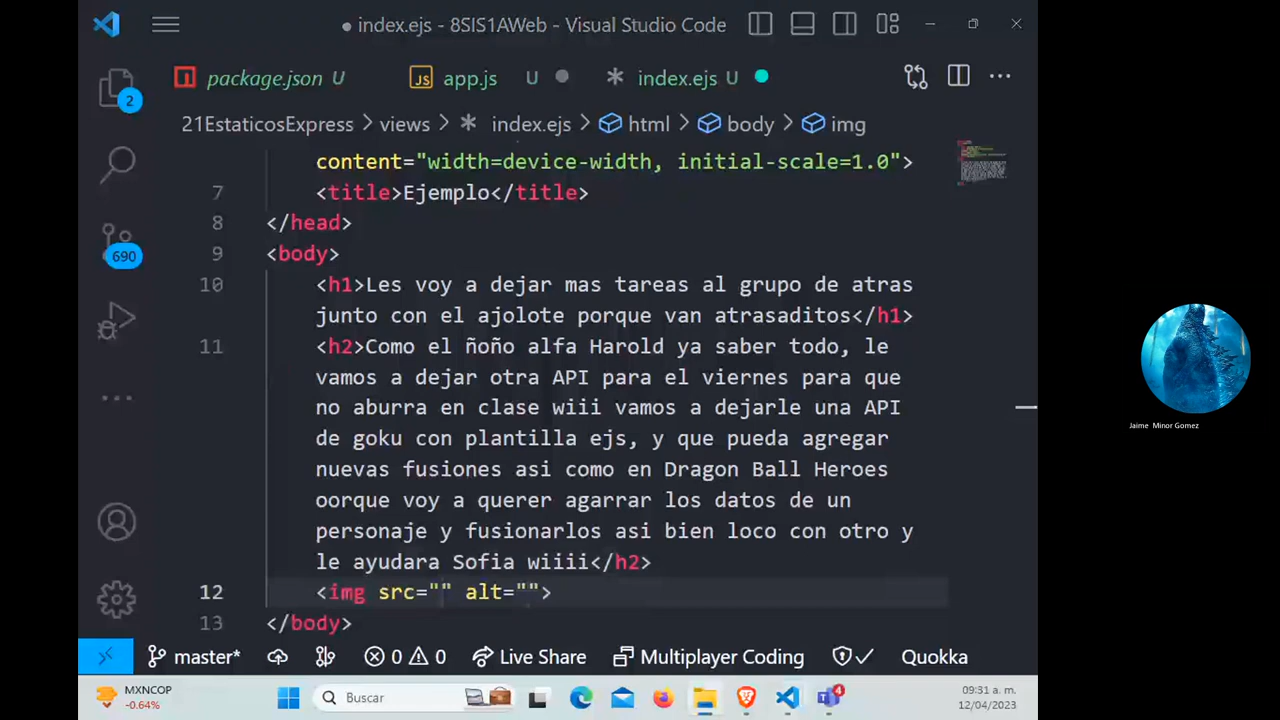 index.ejs - 8SIS1AWeb - Visual Studio Code
package.json U
JS app.js U
index.ejs U
2
21EstaticosExpress > views > index.ejs > html > body > img
content="width=device-width, initial-scale=1.0">
7 <title>Ejemplo</title>
8 </head>
690
9 <body>
10 <h1>Les voy a dejar mas tareas al grupo de atras
junto con el ajolote porque van atrasaditos</h1>
11 <h2>Como el ñoño alfa Harold ya saber todo, le
vamos a dejar otra API para el viernes para que
no aburra en clase wiii vamos a dejarle una API
de goku con plantilla ejs, y que pueda agregar
nuevas fusiones asi como en Dragon Ball Heroes
oorque voy a querer agarrar los datos de un
personaje y fusionarlos asi bien loco con otro y
le ayudara Sofia wiiii</h2>
12 <img src="" alt="">
13 </body>
Jaime Minor Gomez
master* 0 0 Live Share Multiplayer Coding Quokka
MXNCOP
-0.64%
Buscar
4
09:31 a. m.
12/04/2023